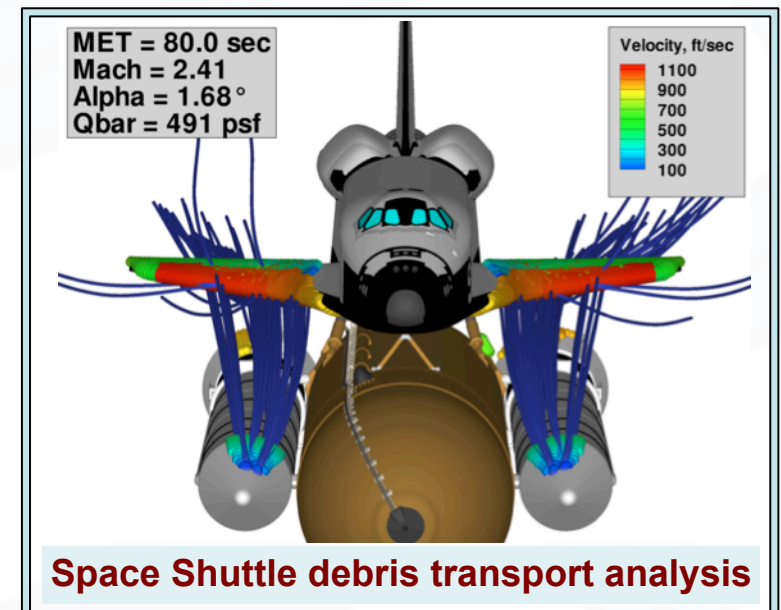 MET = 80.0 sec
Mach = 2.41
Alpha = 1.68°
Qbar = 491 psf
Velocity, ft/sec
1100
900
700
500
300
100
Space Shuttle debris transport analysis